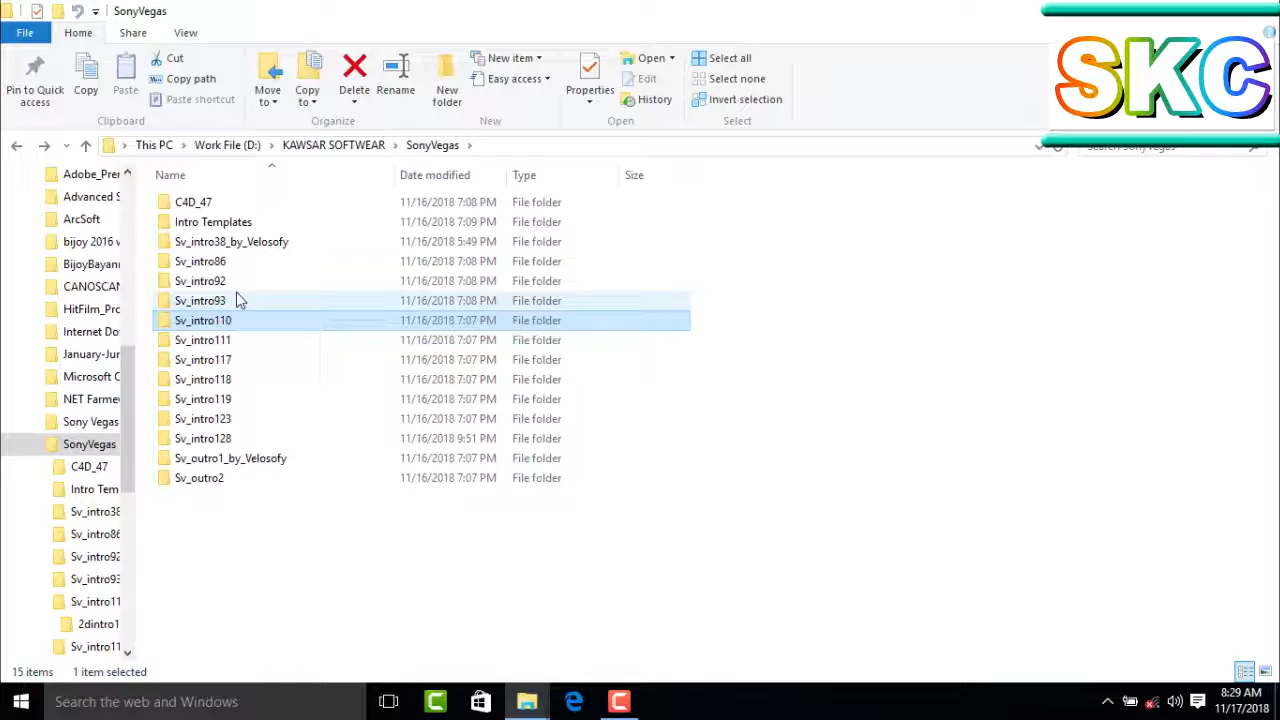 SonyVegas
File Home Share View
Pin to Quick access
Copy
Paste
Cut
Copy path
Paste shortcut
Clipboard
Move to
Copy to
Delete
Rename
Organize
New folder
New item
Easy access
New
Properties
Open
Edit
History
Open
Select all
Select none
Invert selection
Select
SKC
This PC > Work File (D:) > KAWSAR SOFTWEAR > SonyVegas >
Search SonyVegas
Name Date modified Type Size
C4D_47 11/16/2018 7:08 PM File folder
Intro Templates 11/16/2018 7:09 PM File folder
Sv_intro38_by_Velosofy 11/16/2018 5:49 PM File folder
Sv_intro86 11/16/2018 7:08 PM File folder
Sv_intro92 11/16/2018 7:08 PM File folder
Sv_intro93 11/16/2018 7:08 PM File folder
Sv_intro110 11/16/2018 7:07 PM File folder
Sv_intro111 11/16/2018 7:07 PM File folder
Sv_intro117 11/16/2018 7:07 PM File folder
Sv_intro118 11/16/2018 7:07 PM File folder
Sv_intro119 11/16/2018 7:07 PM File folder
Sv_intro123 11/16/2018 7:07 PM File folder
Sv_intro128 11/16/2018 9:51 PM File folder
Sv_outro1_by_Velosofy 11/16/2018 7:07 PM File folder
Sv_outro2 11/16/2018 7:07 PM File folder
Adobe_Prer
Advanced S
ArcSoft
bijoy 2016 w
BijoyBayann
CANOSCAN
HitFilm_Pro
Internet Dov
January-Jun
Microsoft C
NET Farmew
Sony Vegas
SonyVegas
C4D_47
Intro Tem
Sv_intro38
Sv_intro86
Sv_intro92
Sv_intro93
Sv_intro11
2dintro1
Sv_intro11
15 items 1 item selected
Search the web and Windows
8:29 AM
11/17/2018